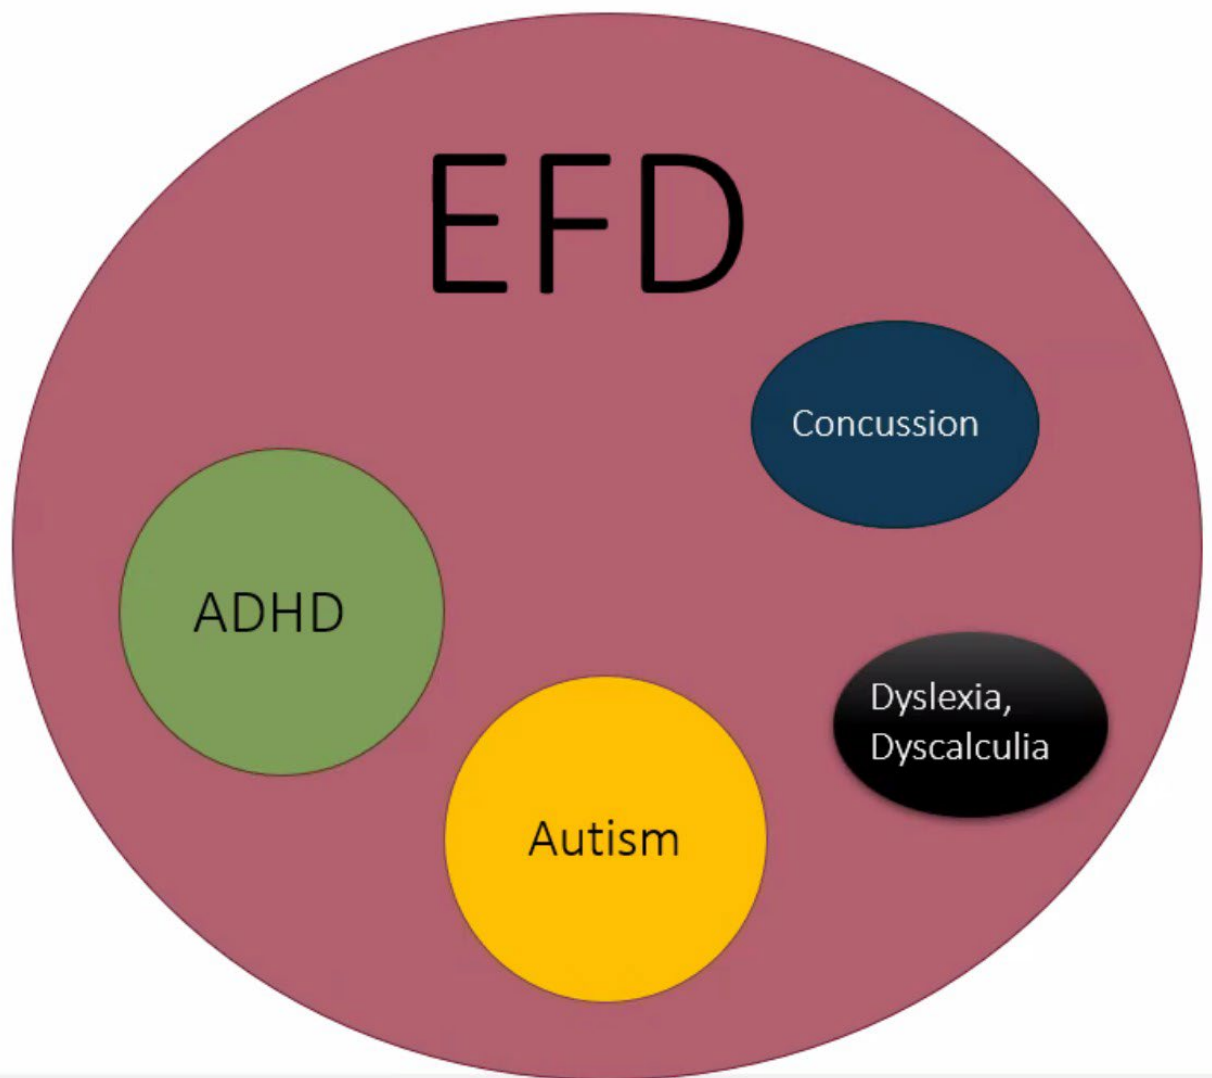 EFD
Concussion
ADHD
Dyslexia,
Dyscalculia
Autism